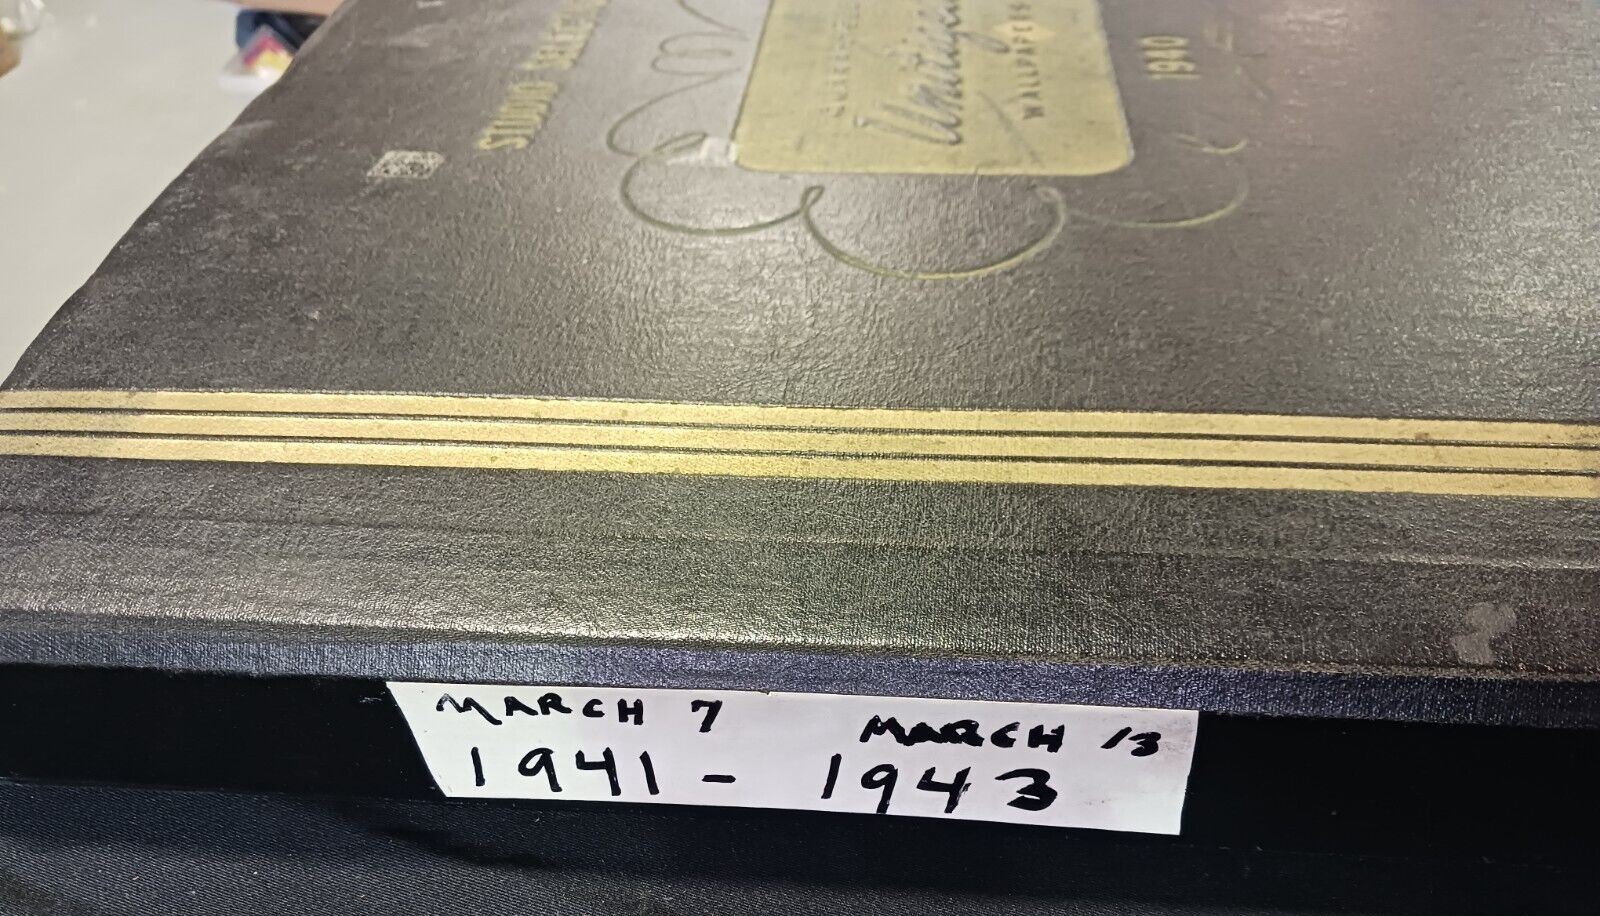 STUDIO
Unitized
WALLPAPERS
1940
MARCH 7 MARCH 13
1941 - 1943